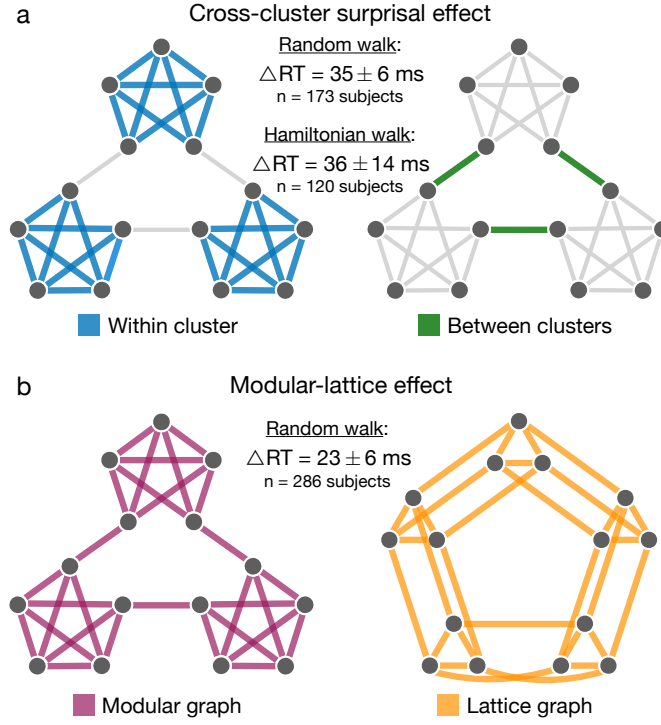 a
Cross-cluster surprisal effect
Random walk:
△RT = 35 ± 6 ms
n = 173 subjects
Hamiltonian walk:
△RT = 36 ± 14 ms
n = 120 subjects
Within cluster
Between clusters
b
Modular-lattice effect
Random walk:
△RT = 23 ± 6 ms
n = 286 subjects
Modular graph
Lattice graph